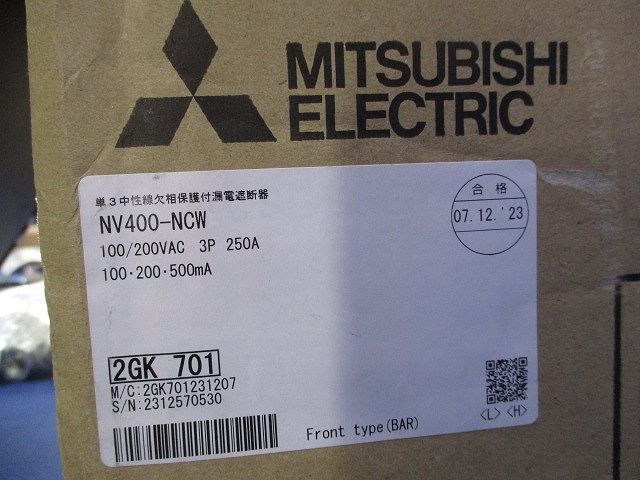 MITSUBISHI
ELECTRIC
単3中性線欠相保護付漏電遮断器
NV400-NCW
100/200VAC 3P 250A
100・200・500mA
合格
07.12.'23
2GK 701
M/C:2GK701231207
S/N:2312570530
Front type(BAR)
<L> <H>